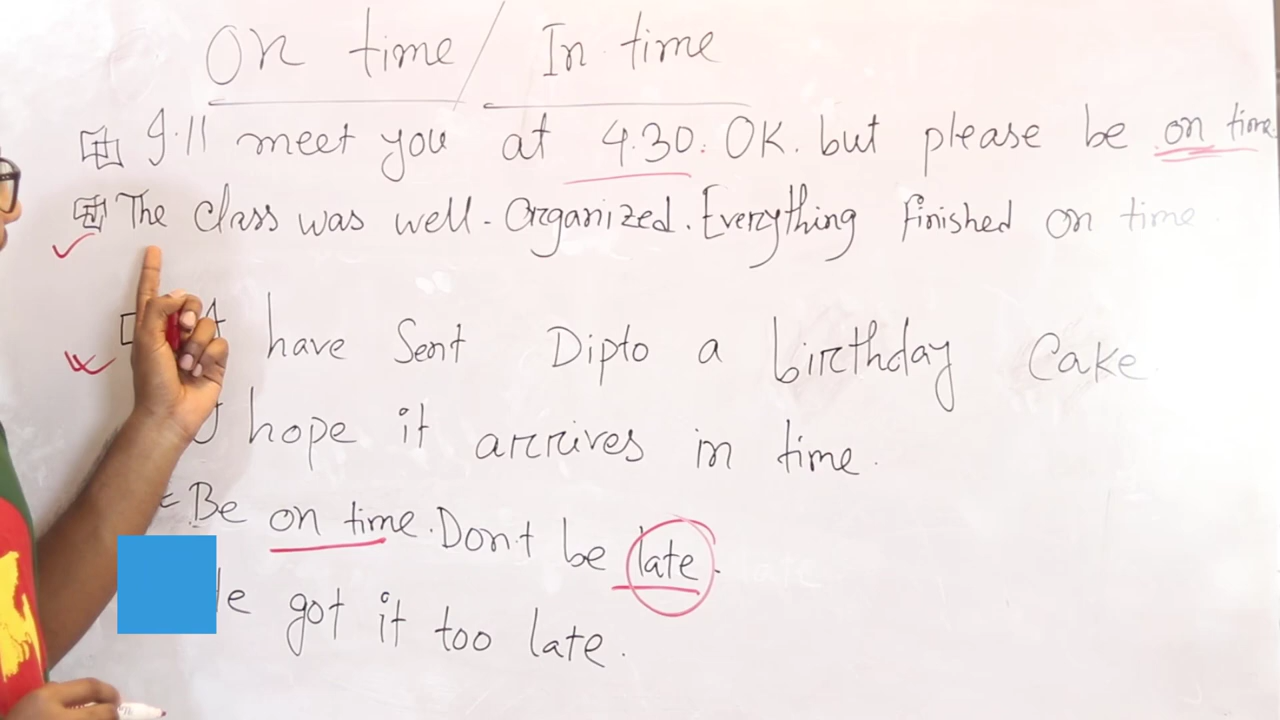 On time / In time
I'll meet you at 4.30. OK. but please be on time
The class was well-Organized. Everything finished on time.
have Sent Dipto a birthday Cake
I hope it arrives in time.
Be on time. Don't be late.
got it too late.